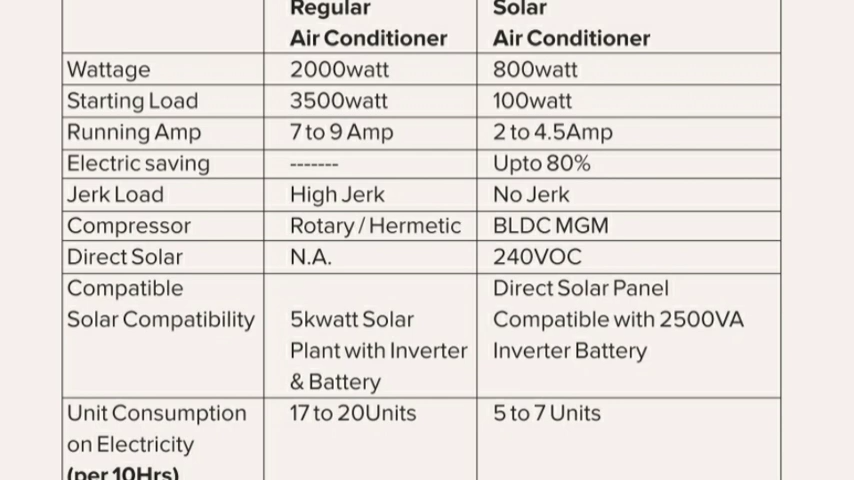 Regular Solar
Air Conditioner Air Conditioner
Wattage 2000watt 800watt
Starting Load 3500watt 100watt
Running Amp 7 to 9 Amp 2 to 4.5Amp
Electric saving ------- Upto 80%
Jerk Load High Jerk No Jerk
Compressor Rotary / Hermetic BLDC MGM
Direct Solar N.A. 240VOC
Compatible Direct Solar Panel
Solar Compatibility 5kwatt Solar Compatible with 2500VA
Plant with Inverter Inverter Battery
& Battery
Unit Consumption 17 to 20Units 5 to 7 Units
on Electricity
(per 10Hrs)